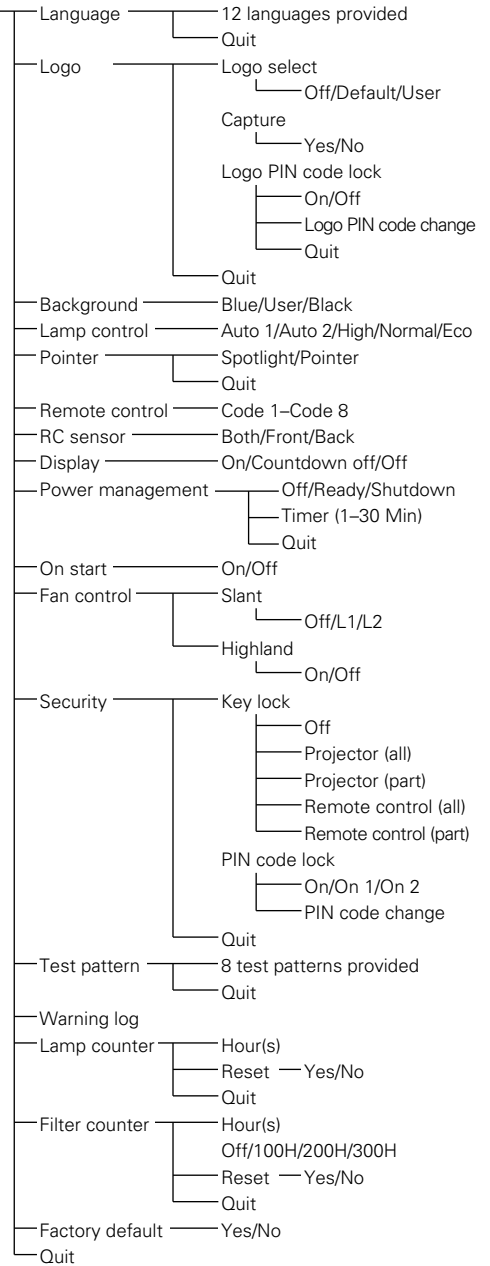 Language 12 languages provided
Quit
Logo Logo select
Off/Default/User
Capture
Yes/No
Logo PIN code lock
On/Off
Logo PIN code change
Quit
Quit
Background Blue/User/Black
Lamp control Auto 1/Auto 2/High/Normal/Eco
Pointer Spotlight/Pointer
Quit
Remote control Code 1–Code 8
RC sensor Both/Front/Back
Display On/Countdown off/Off
Power management Off/Ready/Shutdown
Timer (1–30 Min)
Quit
On start On/Off
Fan control Slant
Off/L1/L2
Highland
On/Off
Security Key lock
Off
Projector (all)
Projector (part)
Remote control (all)
Remote control (part)
PIN code lock
On/On 1/On 2
PIN code change
Quit
Test pattern 8 test patterns provided
Quit
Warning log
Lamp counter Hour(s)
Reset Yes/No
Quit
Filter counter Hour(s)
Off/100H/200H/300H
Reset Yes/No
Quit
Factory default Yes/No
Quit